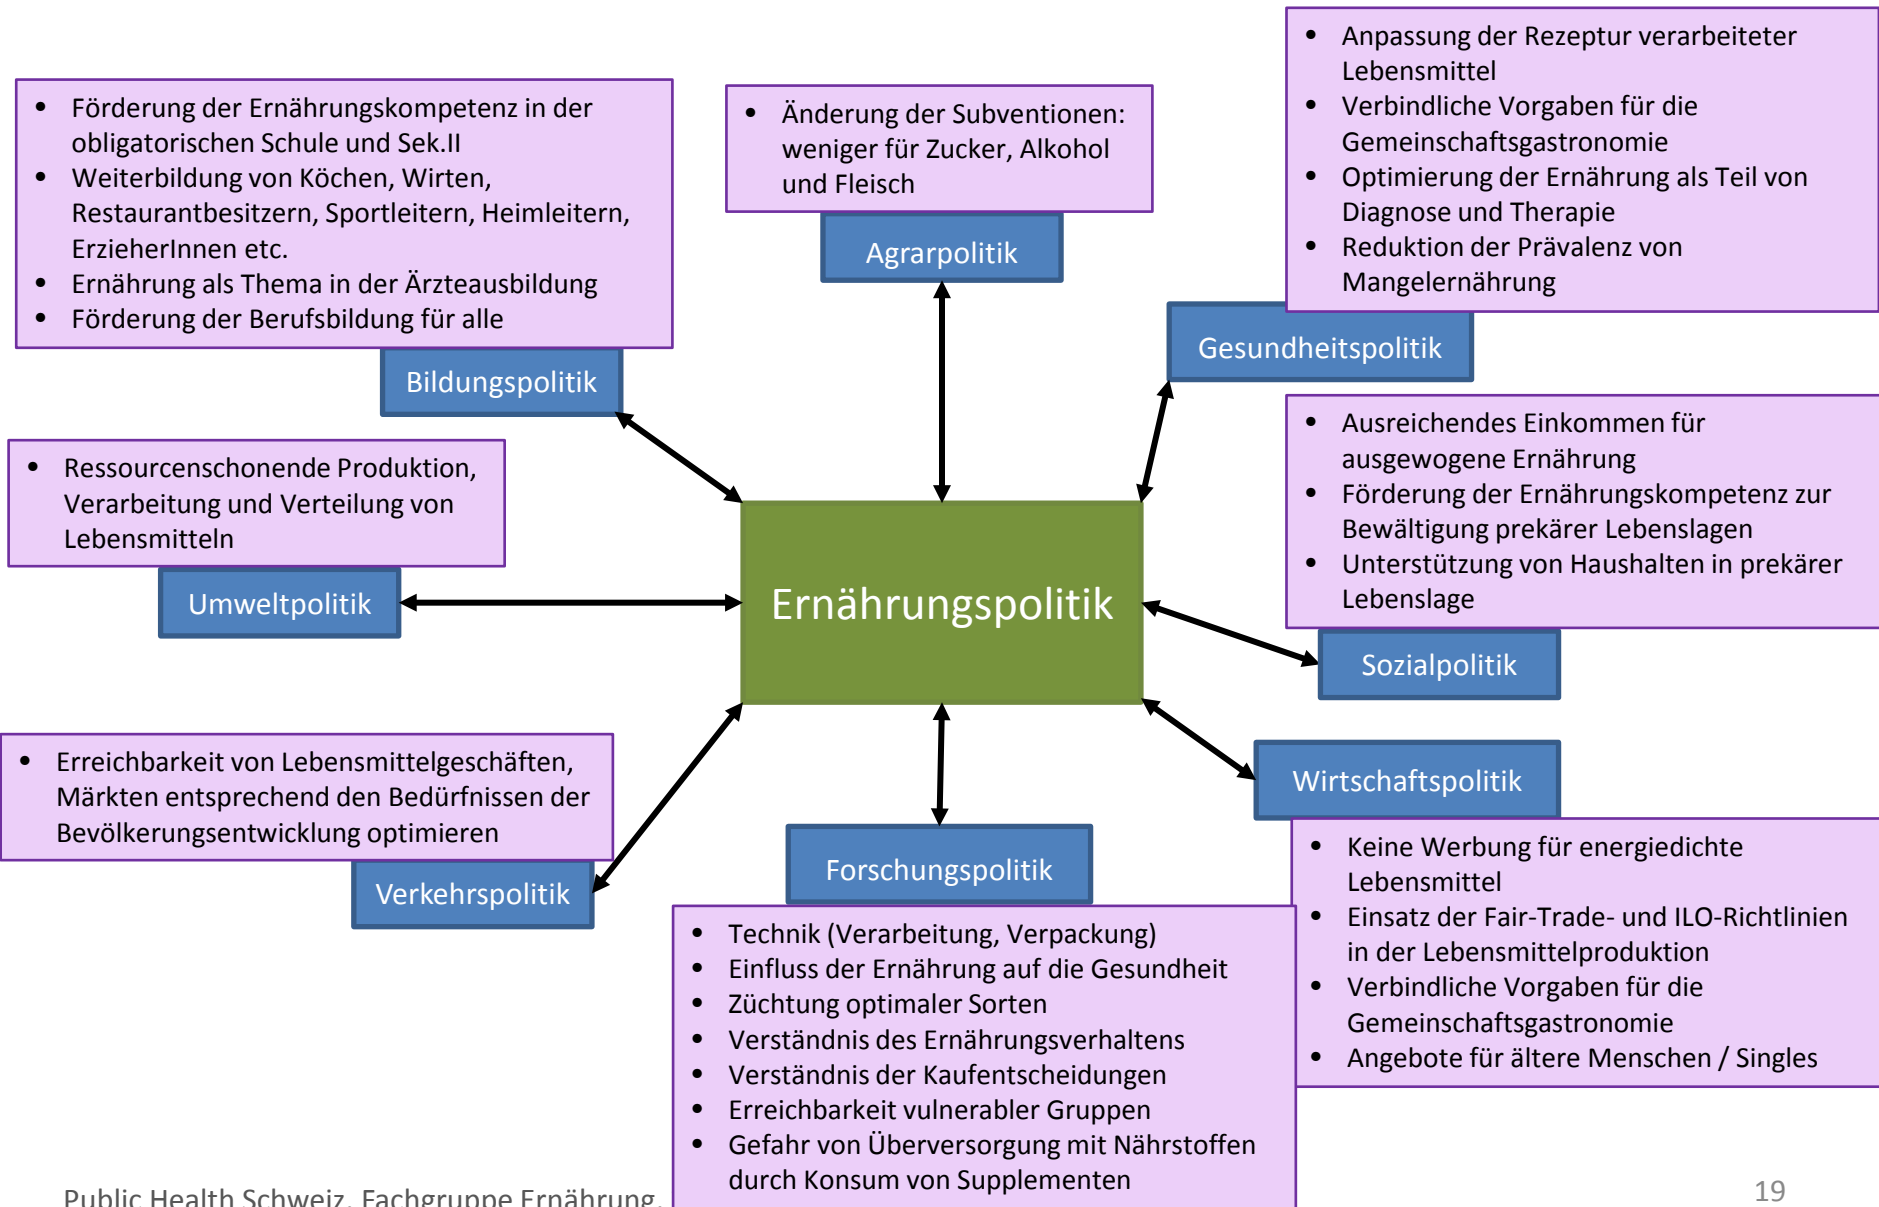 • Förderung der Ernährungskompetenz in der
obligatorischen Schule und Sek.II
• Weiterbildung von Köchen, Wirten,
Restaurantbesitzern, Sportleitern, Heimleitern,
ErzieherInnen etc.
• Ernährung als Thema in der Ärzteausbildung
• Förderung der Berufsbildung für alle
Bildungspolitik
• Änderung der Subventionen:
weniger für Zucker, Alkohol
und Fleisch
Agrarpolitik
• Anpassung der Rezeptur verarbeiteter
Lebensmittel
• Verbindliche Vorgaben für die
Gemeinschaftsgastronomie
• Optimierung der Ernährung als Teil von
Diagnose und Therapie
• Reduktion der Prävalenz von
Mangelernährung
Gesundheitspolitik
• Ressourcenschonende Produktion,
Verarbeitung und Verteilung von
Lebensmitteln
Umweltpolitik
Ernährungspolitik
• Ausreichendes Einkommen für
ausgewogene Ernährung
• Förderung der Ernährungskompetenz zur
Bewältigung prekärer Lebenslagen
• Unterstützung von Haushalten in prekärer
Lebenslage
Sozialpolitik
• Erreichbarkeit von Lebensmittelgeschäften,
Märkten entsprechend den Bedürfnissen der
Bevölkerungsentwicklung optimieren
Verkehrspolitik
Forschungspolitik
• Technik (Verarbeitung, Verpackung)
• Einfluss der Ernährung auf die Gesundheit
• Züchtung optimaler Sorten
• Verständnis des Ernährungsverhaltens
• Verständnis der Kaufentscheidungen
• Erreichbarkeit vulnerabler Gruppen
• Gefahr von Überversorgung mit Nährstoffen
durch Konsum von Supplementen
Wirtschaftspolitik
• Keine Werbung für energiedichte
Lebensmittel
• Einsatz der Fair-Trade- und ILO-Richtlinien
in der Lebensmittelproduktion
• Verbindliche Vorgaben für die
Gemeinschaftsgastronomie
• Angebote für ältere Menschen / Singles
Public Health Schweiz, Fachgruppe Ernährung,
19